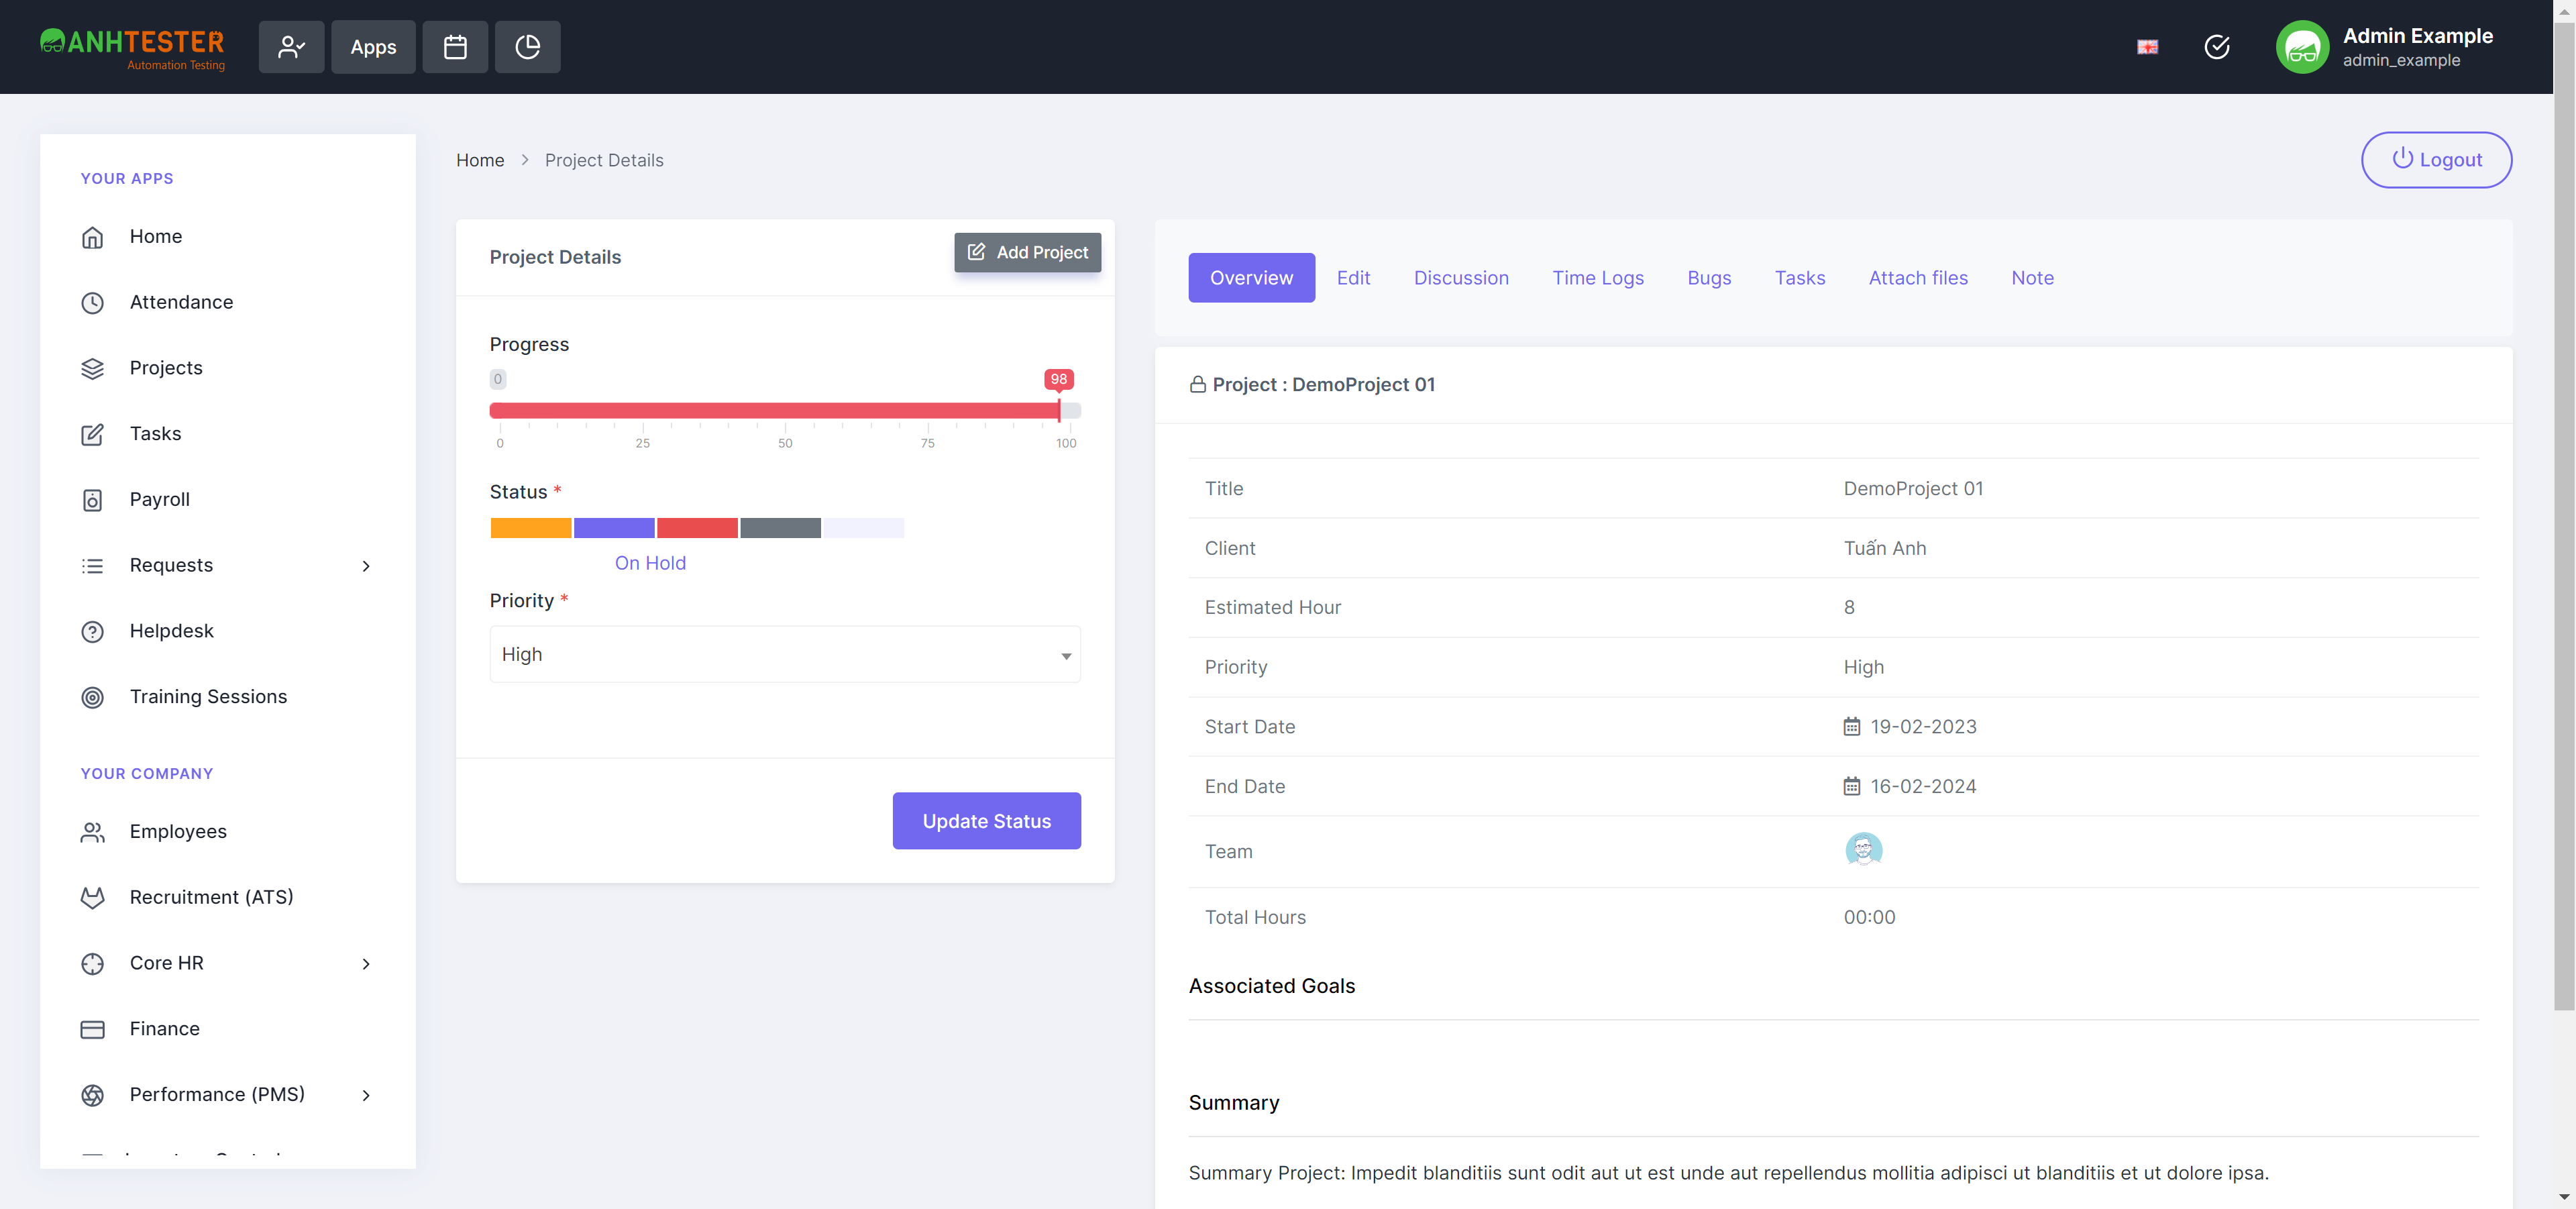 ANHTESTER
Automation Testing
Apps
Admin Example
admin_example
YOUR APPS
Home
Attendance
Projects
Tasks
Payroll
Requests
Helpdesk
Training Sessions
YOUR COMPANY
Employees
Recruitment (ATS)
Core HR
Finance
Performance (PMS)
Home
Project Details
Logout
Project Details
Add Project
Progress
0
98
0 25 50 75 100
Status *
On Hold
Priority *
High
Update Status
Overview Edit Discussion Time Logs Bugs Tasks Attach files Note
Project : DemoProject 01
Title DemoProject 01
Client Tuấn Anh
Estimated Hour 8
Priority High
Start Date 19-02-2023
End Date 16-02-2024
Team
Total Hours 00:00
Associated Goals
Summary
Summary Project: Impedit blanditiis sunt odit aut ut est unde aut repellendus mollitia adipisci ut blanditiis et ut dolore ipsa.